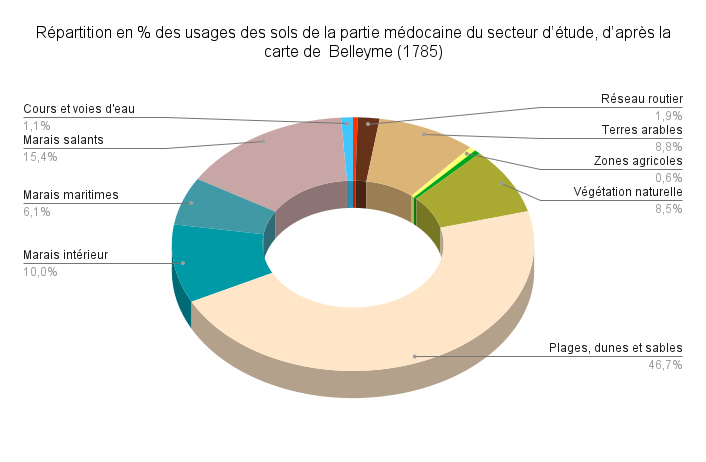 Répartition en % des usages des sols de la partie médocaine du secteur d'étude, d'après la
carte de Belleyme (1785)
Cours et voies d'eau
1,1%
Marais salants
15,4%
Marais maritimes
6,1%
Marais intérieur
10,0%
Réseau routier
1,9%
Terres arables
8,8%
Zones agricoles
0,6%
Végétation naturelle
8,5%
Plages, dunes et sables
46,7%